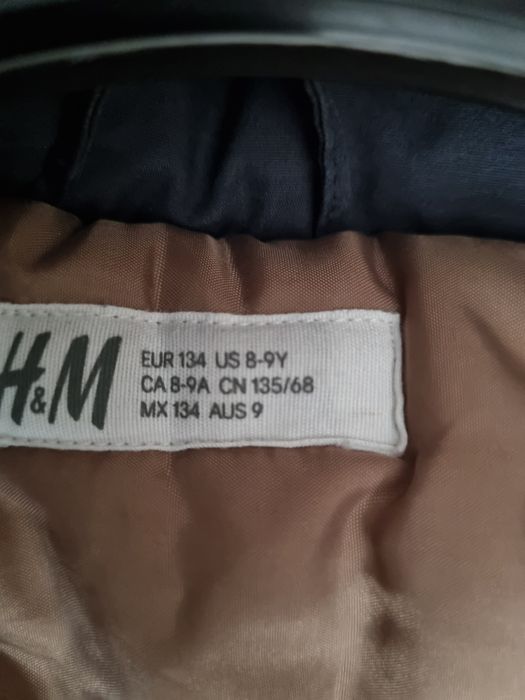 H&M
EUR 134 US 8-9Y
CA 8-9A CN 135/68
MX 134 AUS 9